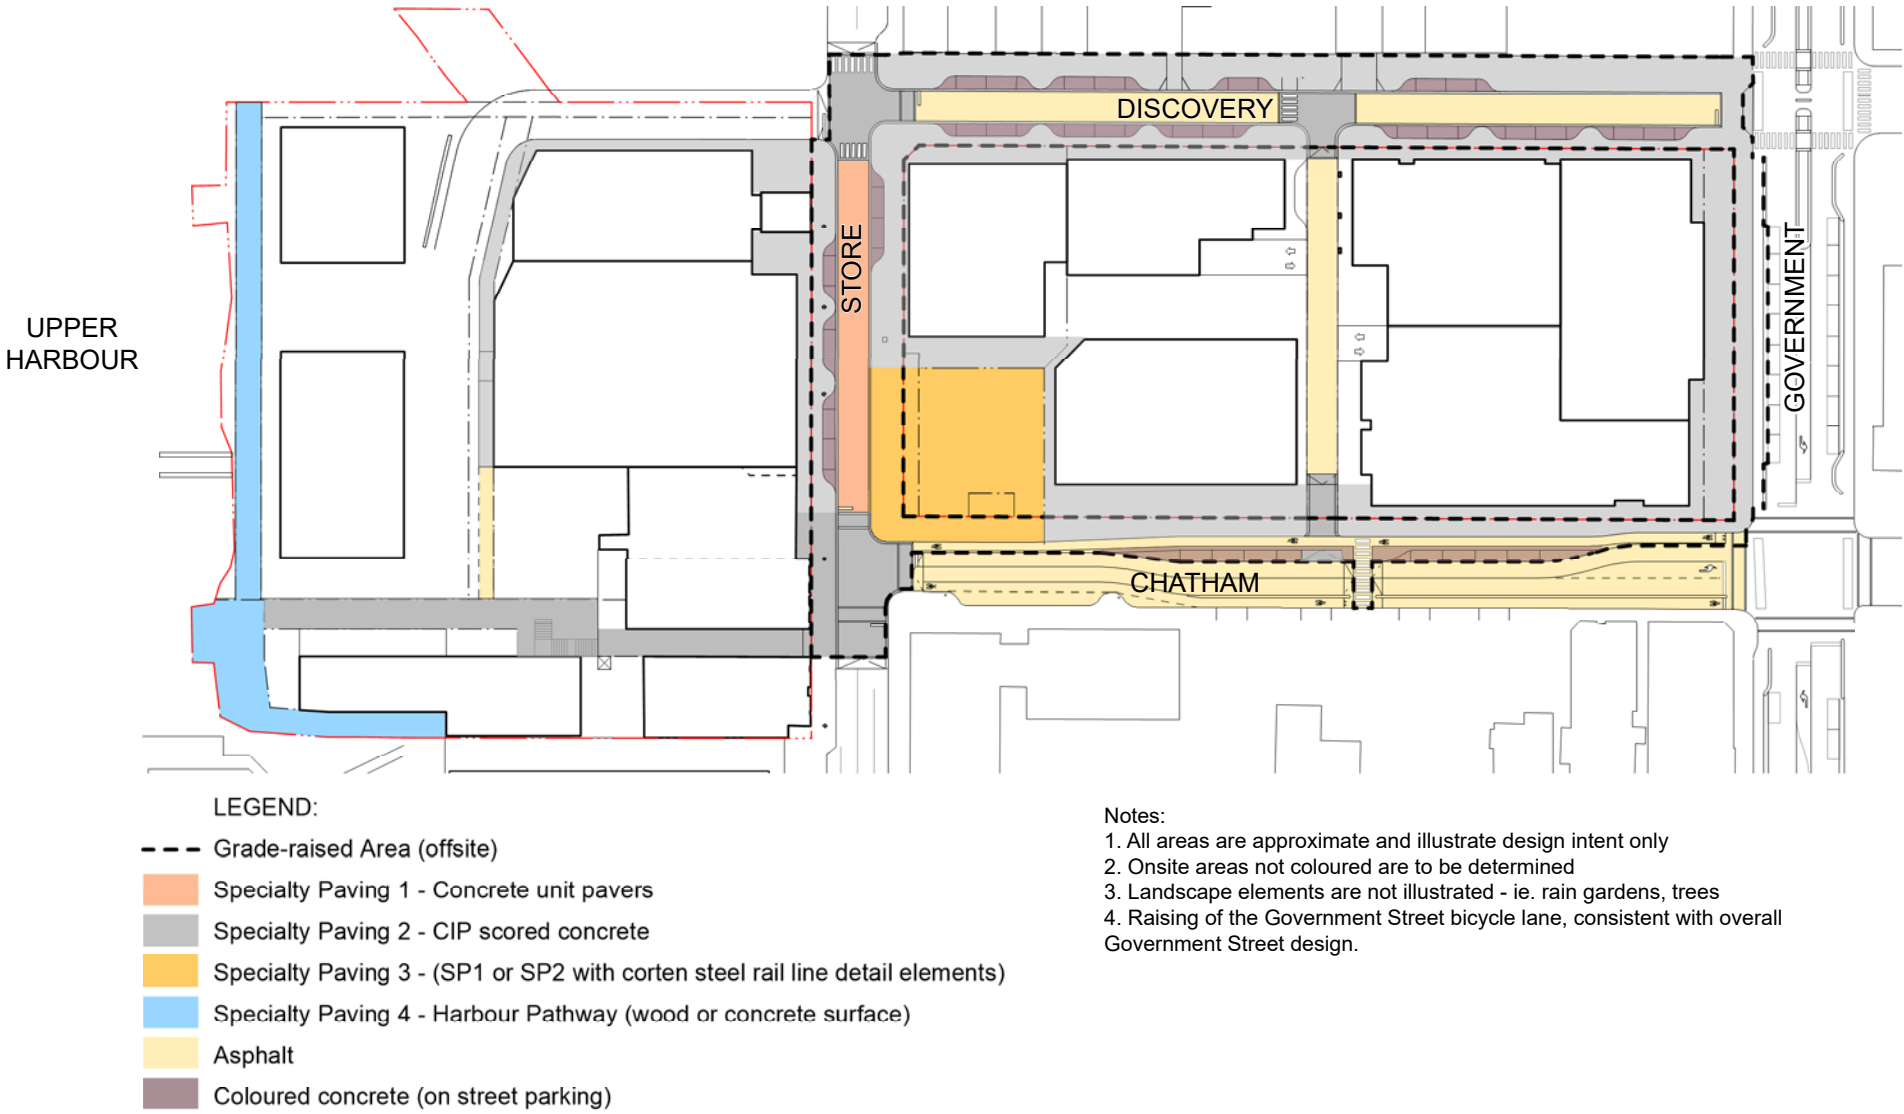 DISCOVERY
STORE
GOVERNMENT
UPPER
HARBOUR
CHATHAM
LEGEND:
Grade-raised Area (offsite)
Specialty Paving 1 - Concrete unit pavers
Specialty Paving 2 - CIP scored concrete
Specialty Paving 3 - (SP1 or SP2 with corten steel rail line detail elements)
Specialty Paving 4 - Harbour Pathway (wood or concrete surface)
Asphalt
Coloured concrete (on street parking)
Notes:
1. All areas are approximate and illustrate design intent only
2. Onsite areas not coloured are to be determined
3. Landscape elements are not illustrated - ie. rain gardens, trees
4. Raising of the Government Street bicycle lane, consistent with overall
Government Street design.